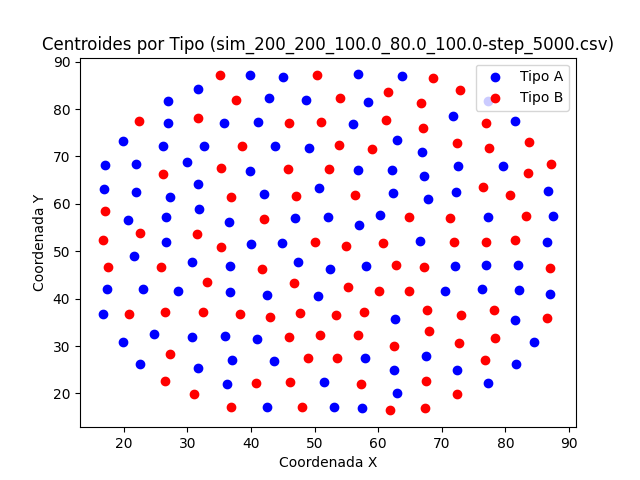 Centroides por Tipo (sim_200_200_100.0_80.0_100.0-step_5000.csv)
Tipo A
Tipo B
Coordenada Y
90
80
70
60
50
40
30
20
20 30 40 50 60 70 80 90
Coordenada X